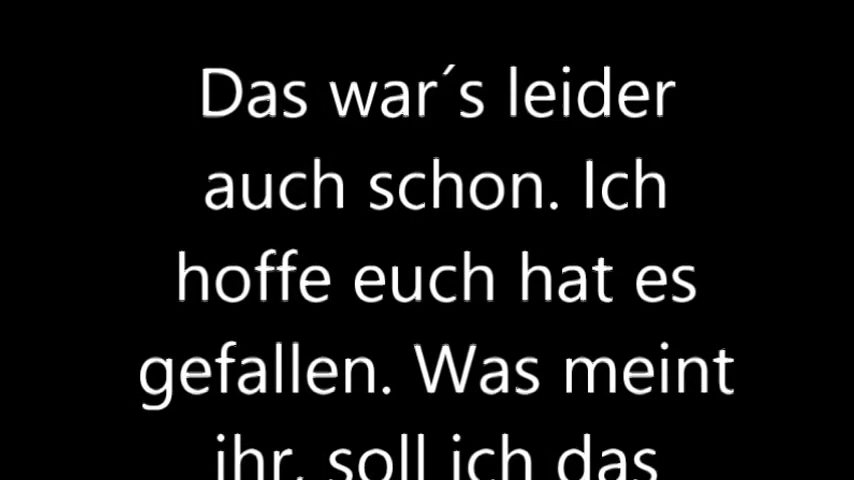 Das war´s leider
auch schon. Ich
hoffe euch hat es
gefallen. Was meint
ihr, soll ich das